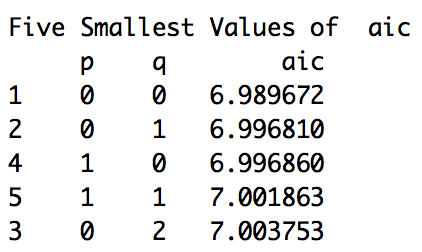 Five Smallest Values of  aic
     p    q        aic
1    0    0   6.989672
2    0    1   6.996810
4    1    0   6.996860
5    1    1   7.001863
3    0    2   7.003753